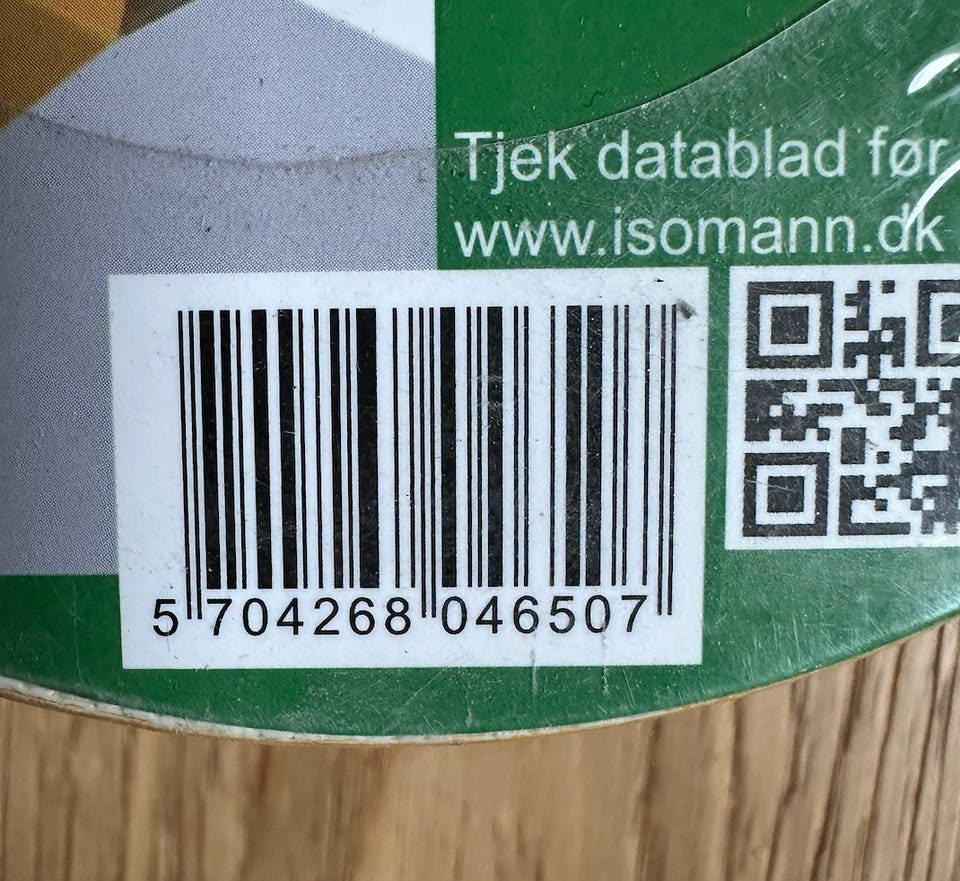 Tjek datablad før
www.isomann.dk
5 704268 046507